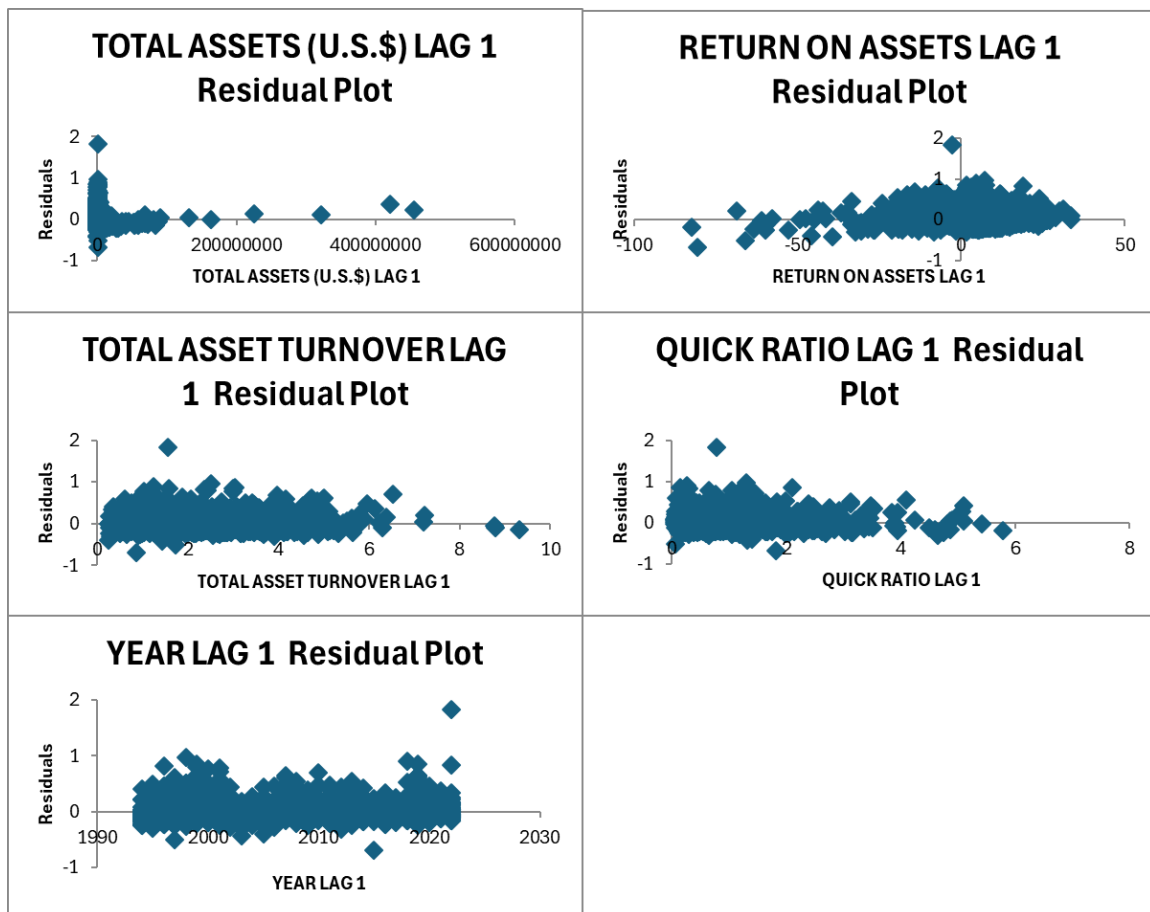 TOTAL ASSETS (U.S.$) LAG 1
Residual Plot
2
1
0
-1
Residuals
0
200000000
400000000
600000000
TOTAL ASSETS (U.S.$) LAG 1
RETURN ON ASSETS LAG 1
Residual Plot
2
1
0
-1
Residuals
-100
-50
0
50
RETURN ON ASSETS LAG 1
TOTAL ASSET TURNOVER LAG
1 Residual Plot
2
1
0
-1
Residuals
0
2
4
6
8
10
TOTAL ASSET TURNOVER LAG 1
QUICK RATIO LAG 1 Residual
Plot
2
1
0
-1
Residuals
0
2
4
6
8
QUICK RATIO LAG 1
YEAR LAG 1 Residual Plot
2
1
0
-1
Residuals
1990
2000
2010
2020
2030
YEAR LAG 1